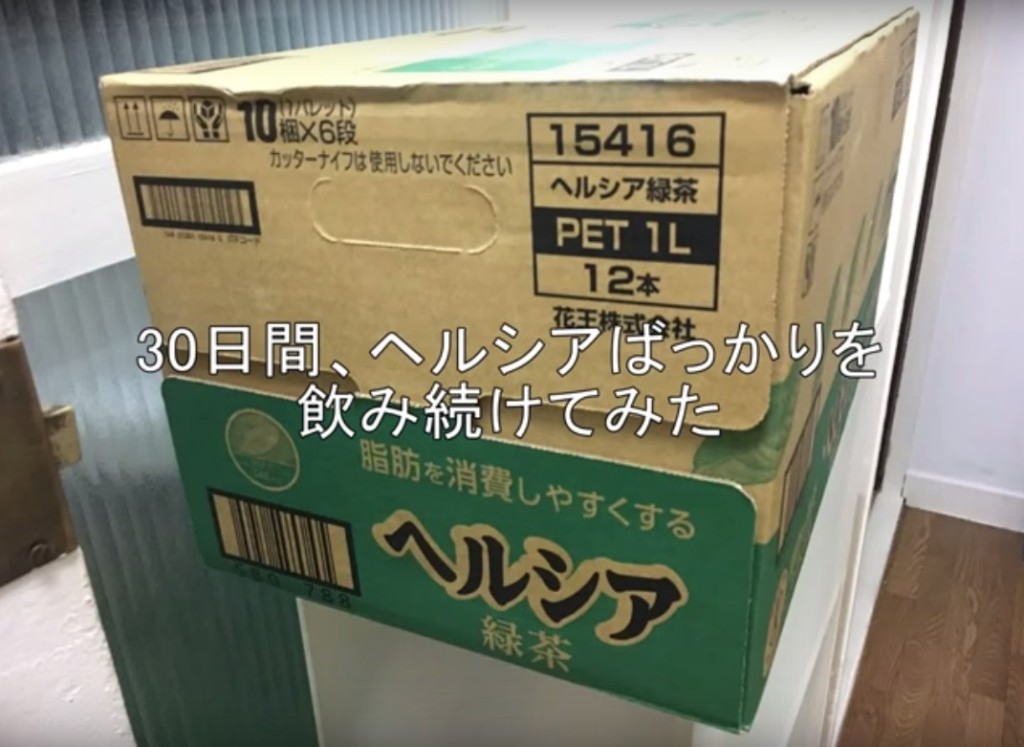 (1パレット)
10梱×6段
カッターナイフは使用しないでください
15416
ヘルシア緑茶
PET 1L
12本
花王株式会社
30日間、ヘルシアばっかりを
飲み続けてみた
脂肪を消費しやすくする
ヘルシア
緑茶